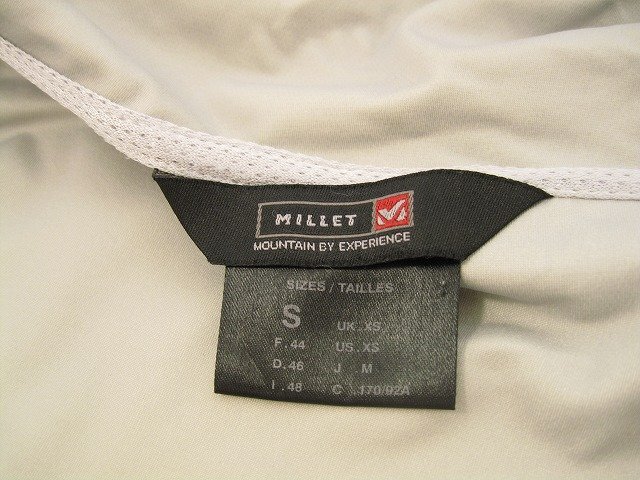 MILLET
MOUNTAIN BY EXPERIENCE
SIZES / TAILLES
S UK.XS
F.44 US.XS
D.46 J M
I.48 C 170/92A